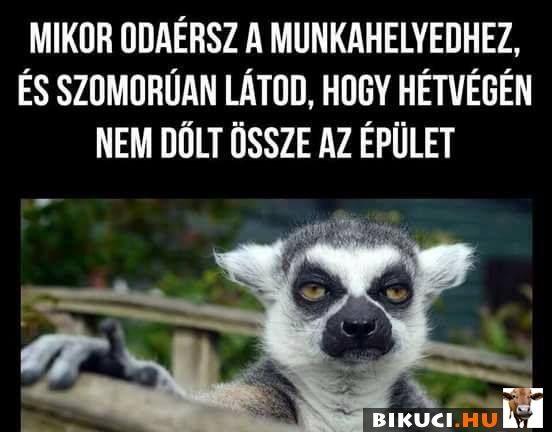 MIKOR ODAÉRSZ A MUNKAHELYEDHEZ,
ÉS SZOMORÚAN LÁTOD, HOGY HÉTVÉGÉN
NEM DŐLT ÖSSZE AZ ÉPÜLET
BIKUCI.HU